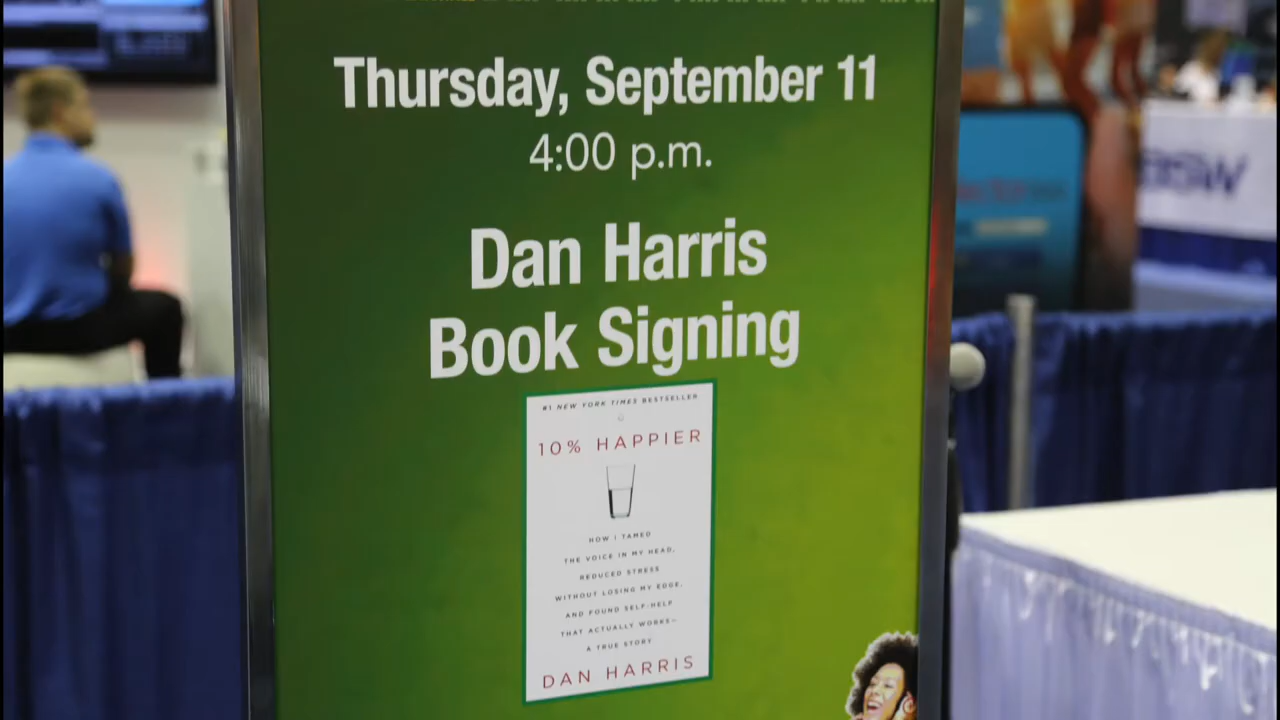 Thursday, September 11
4:00 p.m.
Dan Harris
Book Signing
#1 NEW YORK TIMES BESTSELLER
10% HAPPIER
HOW I TAMED
THE VOICE IN MY HEAD,
REDUCED STRESS
WITHOUT LOSING MY EDGE,
AND FOUND SELF-HELP
THAT ACTUALLY WORKS—
A TRUE STORY
DAN HARRIS